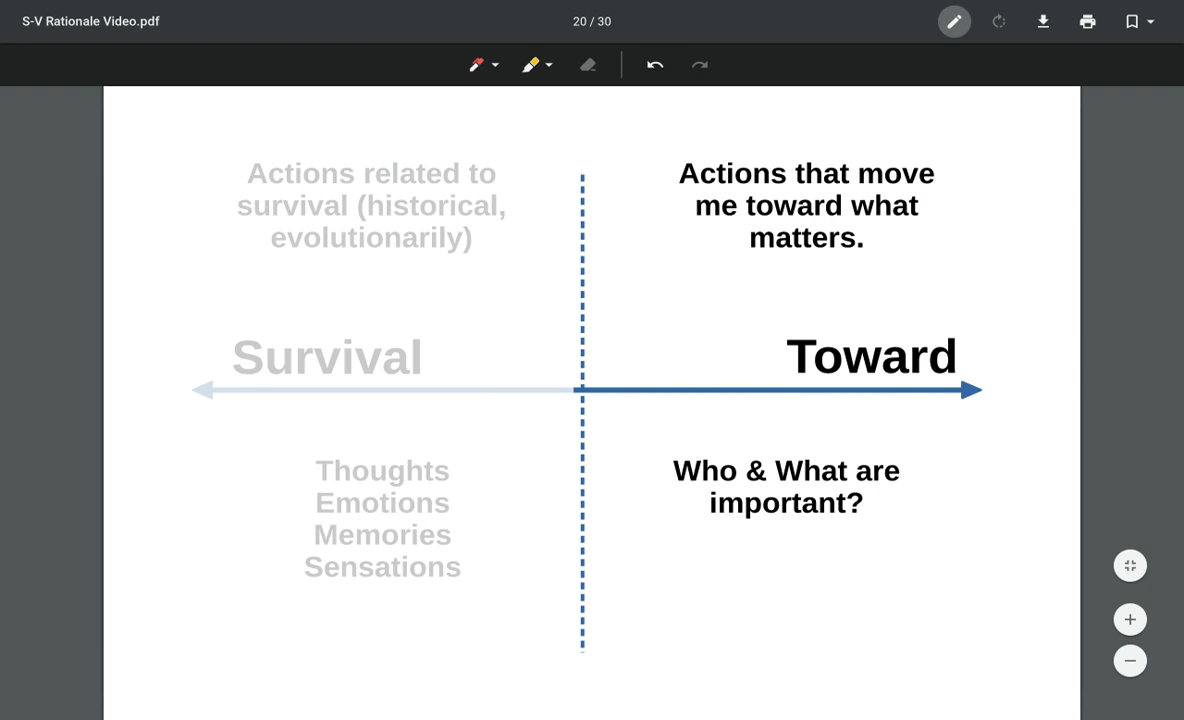 S-V Rationale Video.pdf
20 / 30
Actions related to
survival (historical,
evolutionarily)
Actions that move
me toward what
matters.
Survival
Toward
Thoughts
Emotions
Memories
Sensations
Who & What are
important?